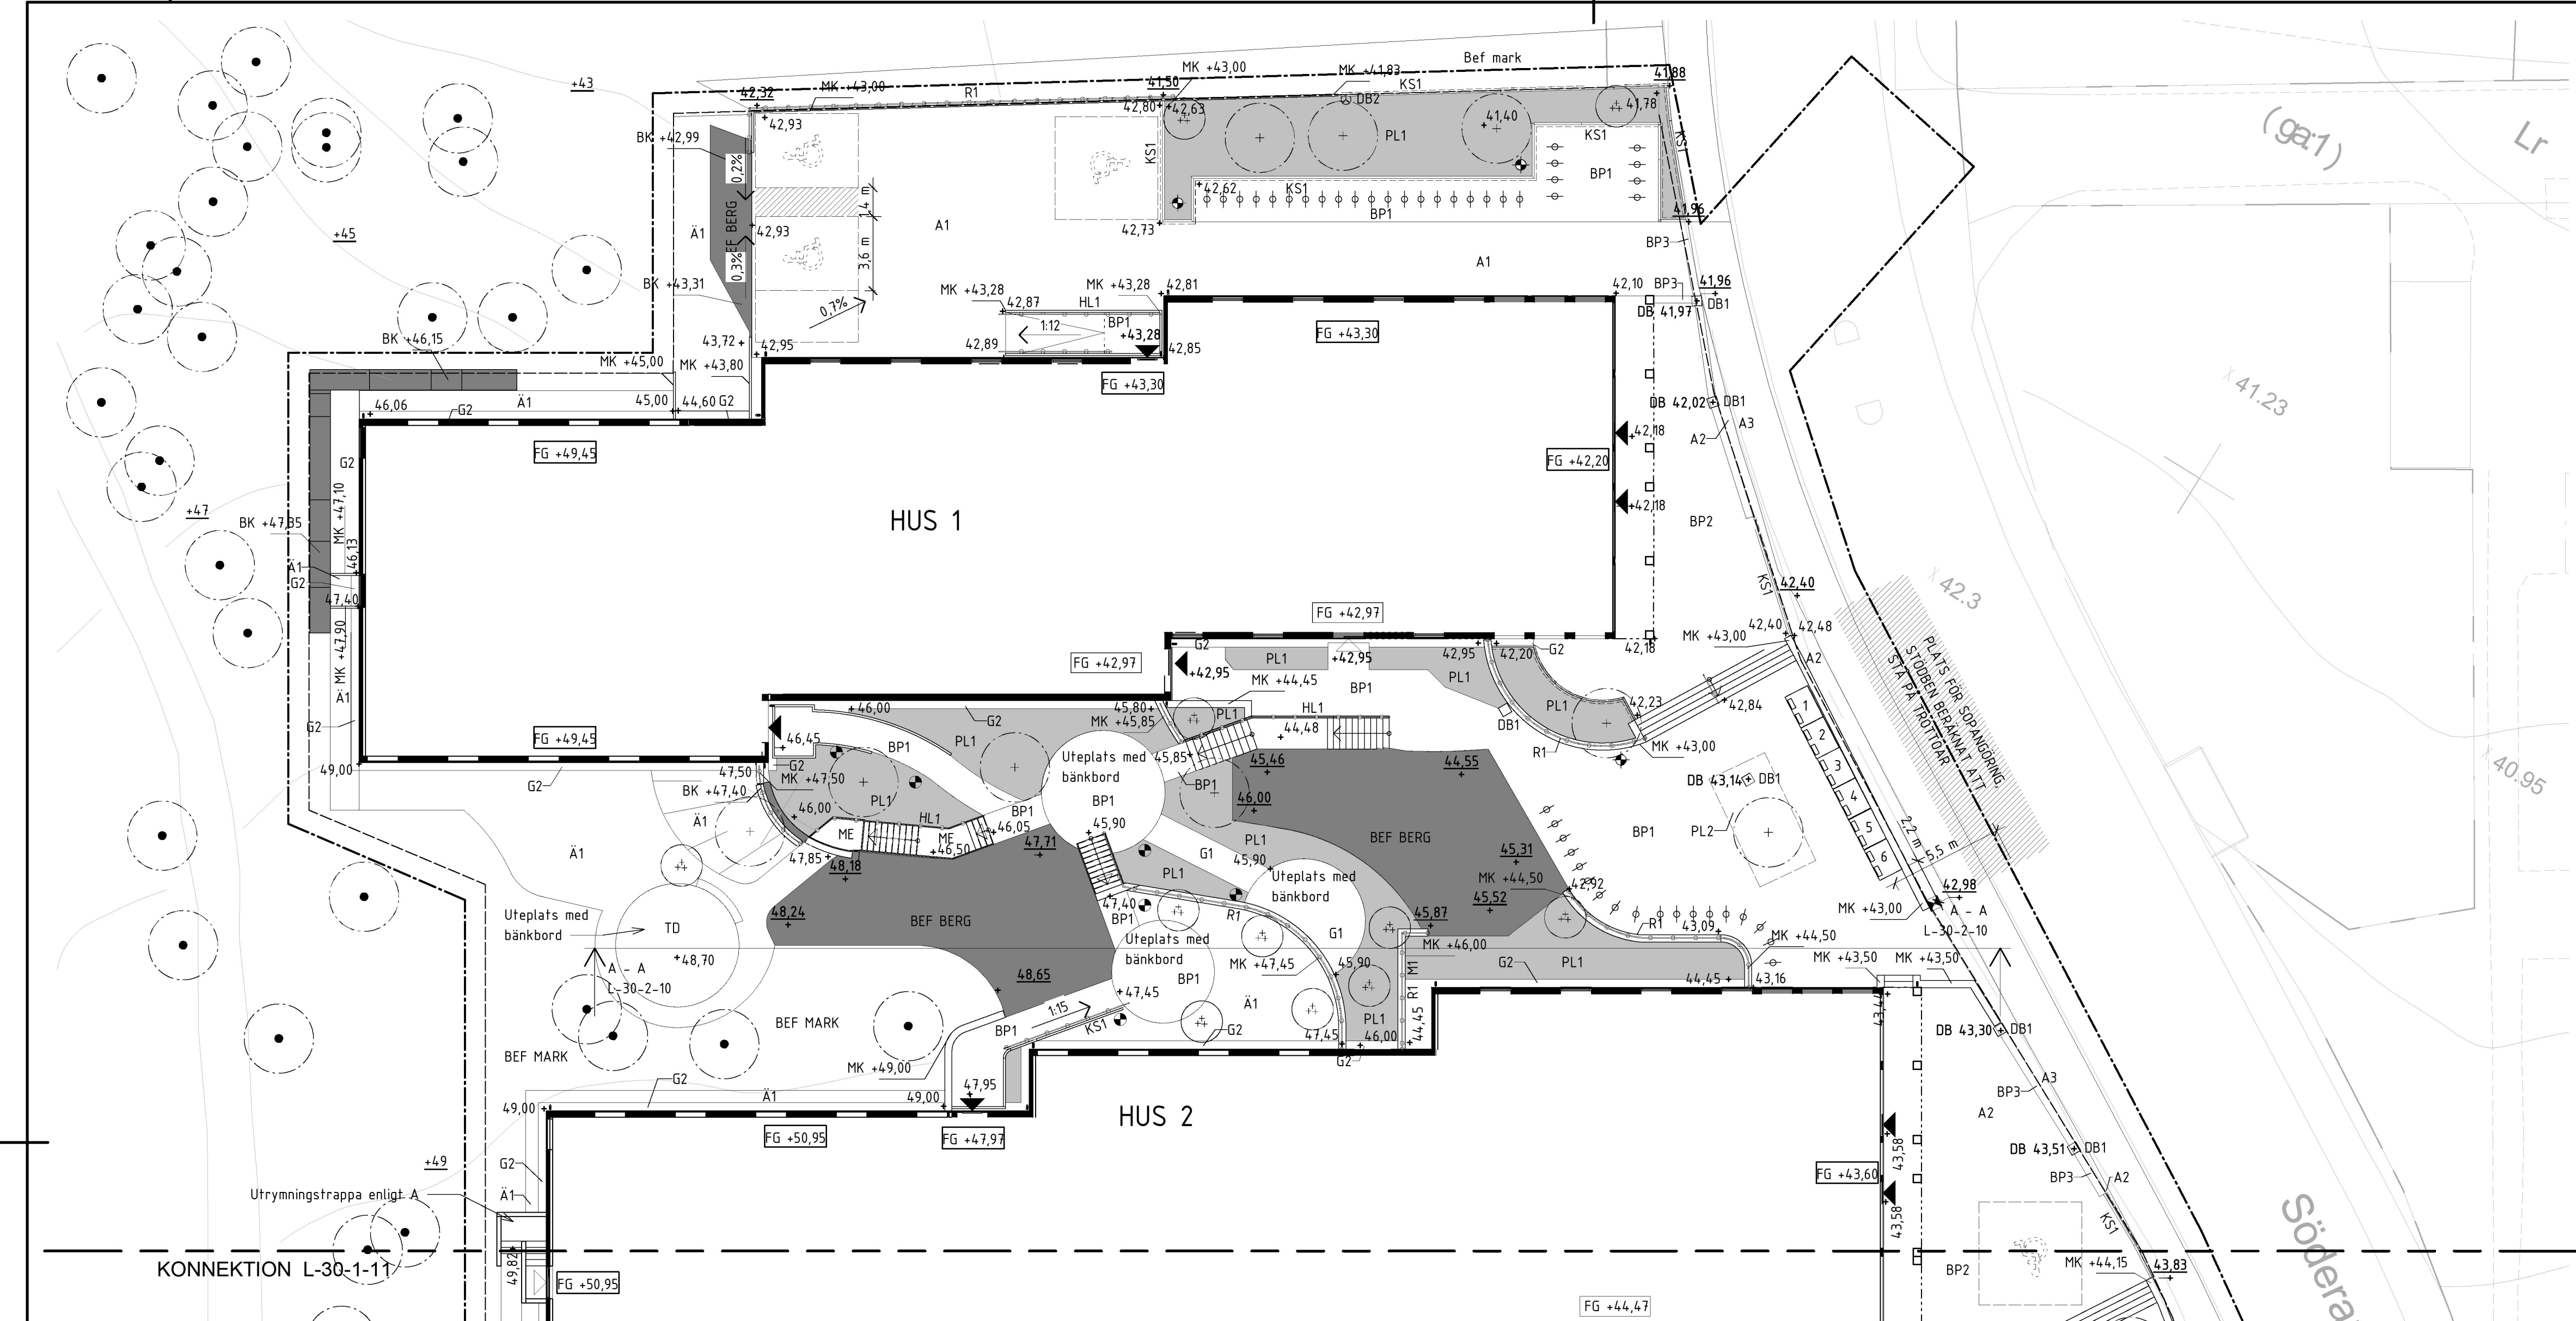 Bef mark
MK +43,00
MK +41,83
41,88
+43
42,32
MK +43,00
R1
41,50
KS1
42,80
42,63
DB2
41,78
42,93
41,40
PL1
KS1
KS1
BK +42,99
0,2%
KS1
BP1
42,62
KS1
BP1
1,4 m
BEF BERG
41,96
+45
Ä1
42,93
A1
42,73
BP3
3,6 m
0,3%
A1
BK +43,31
MK +43,28
MK +43,28
42,81
42,10
BP3
41,96
42,87
HL1
DB 41,97
DB1
0,7%
1:12
BP1
+43,28
FG +43,30
BK +46,15
43,72
42,95
42,89
42,85
MK +45,00
MK +43,80
FG +43,30
46,06
G2
Ä1
45,00
44,60
G2
DB 42,02
DB1
A3
A2
+42,18
FG +49,45
FG +42,20
G2
MK +47,10
+47
BK +47,35
HUS 1
+42,18
BP2
46,13
Ä1
G2
47,40
KS1
42,40
FG +42,97
MK +47,90
MK +43,00
42,40
42,48
Ä1
G2
FG +42,97
G2
PL1
+42,95
42,95
42,20
G2
42,18
A2
PLATS FÖR SOPANGÖRING,
STÖDBEN BERÄKNAT ATT
STÅ PÅ TROTTOAR
+42,95
MK +44,45
BP1
PL1
PL1
42,23
42,84
+46,00
45,80
MK +45,85
PL1
HL1
44,48
DB1
R1
MK +43,00
G2
FG +49,45
46,45
BP1
PL1
45,85
Uteplats med
bänkbord
BP1
BP1
45,46
44,55
49,00
G2
47,50
G2
MK +47,50
BK +47,40
46,00
PL1
HL1
BP1
46,05
46,00
DB 43,14
DB1
1
2
3
4
5
6
Ä1
ME
ME
46,50
45,90
PL1
BEF BERG
BP1
PL2
2,2 m
5,5 m
Ä1
47,85
48,18
47,71
G1
45,90
45,31
PL1
Uteplats med
bänkbord
MK +44,50
42,92
42,98
48,24
BEF BERG
47,40
BP1
R1
45,52
45,87
MK +43,00
A - A
L-30-2-10
Uteplats med
bänkbord
TD
+48,70
Uteplats med
bänkbord
BP1
G1
MK +46,00
R1
43,09
MK +44,50
A - A
L-30-2-10
48,65
MK +47,45
45,90
R1 M1
G2
PL1
44,45
43,16
MK +43,50
MK +43,50
47,45
Ä1
44,45
BEF MARK
BEF MARK
BP1
1:15
KS1
G2
47,45
PL1
46,00
G2
DB 43,30
DB1
MK +49,00
G2
Ä1
47,95
A3
BP3
49,00
49,00
HUS 2
A2
FG +50,95
FG +47,97
43,58
DB 43,51
DB1
+49
G2
FG +43,60
BP3
A2
Utrymningstrappa enligt A
Ä1
43,58
KS1
KONNEKTION L-30-1-11
49,82
FG +50,95
BP2
MK +44,15
43,83
FG +44,47
(ga:1)
Lr
41.23
42.3
40.95
Södera